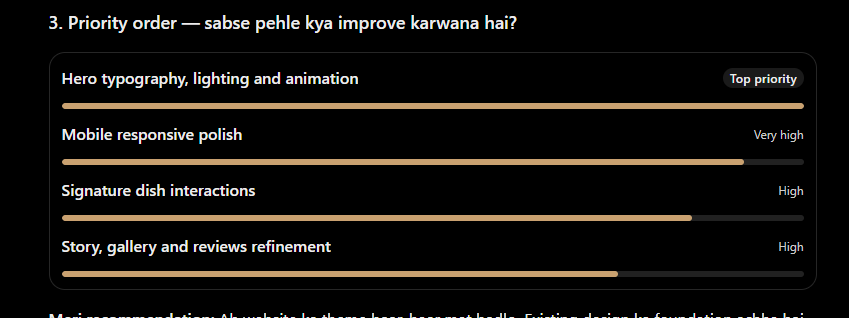 3. Priority order — sabse pehle kya improve karwana hai?
Hero typography, lighting and animation
Top priority
Mobile responsive polish
Very high
Signature dish interactions
High
Story, gallery and reviews refinement
High